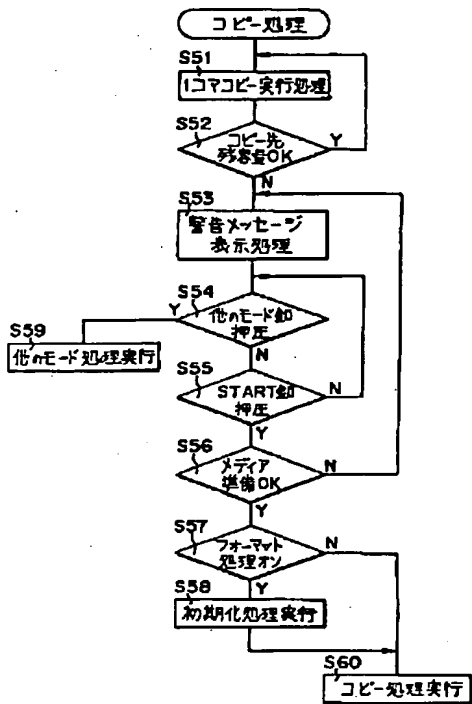 コピー処理
S51
1コマコピー実行処理
S52
コピー先
残容量OK
Y
N
S53
警告メッセージ
表示処理
S54
他のモード釦
押圧
Y
N
S59
他のモード処理実行
S55
START釦
押圧
N
Y
S56
メディア
準備OK
N
Y
S57
フォーマット
処理オン
N
Y
S58
初期化処理実行
S60
コピー処理実行